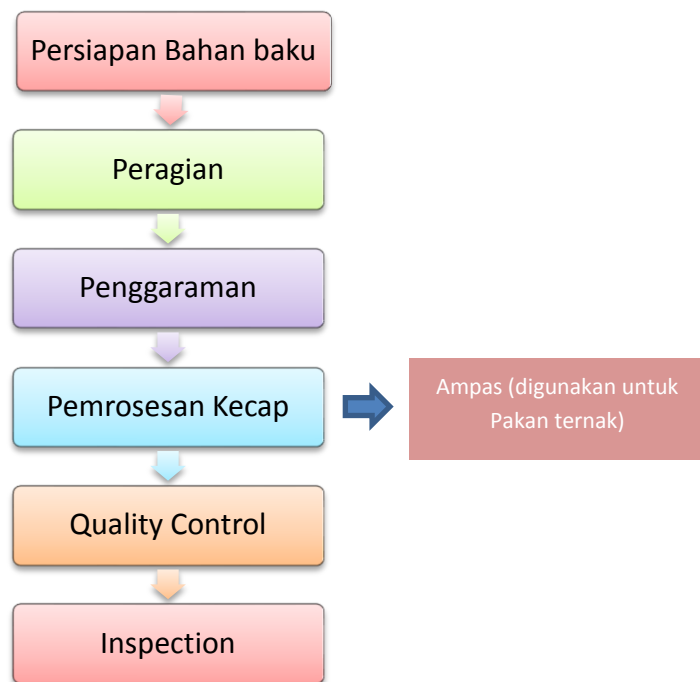 Persiapan Bahan baku
Peragian
Penggaraman
Pemrosesan Kecap
Ampas (digunakan untuk
Pakan ternak)
Quality Control
Inspection